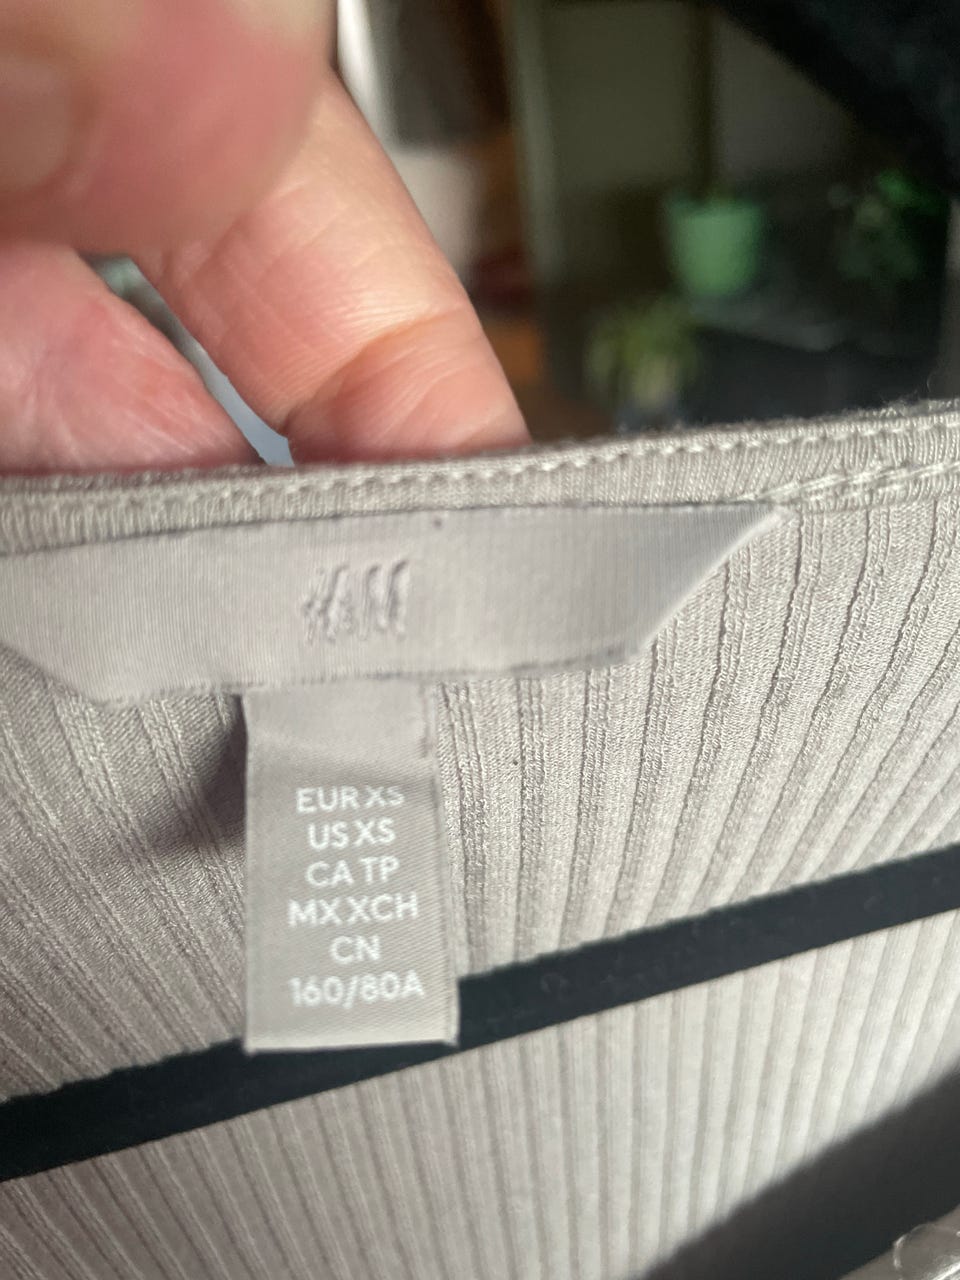 H&M
EUR XS
US XS
CA TP
MX XCH
CN
160/80A